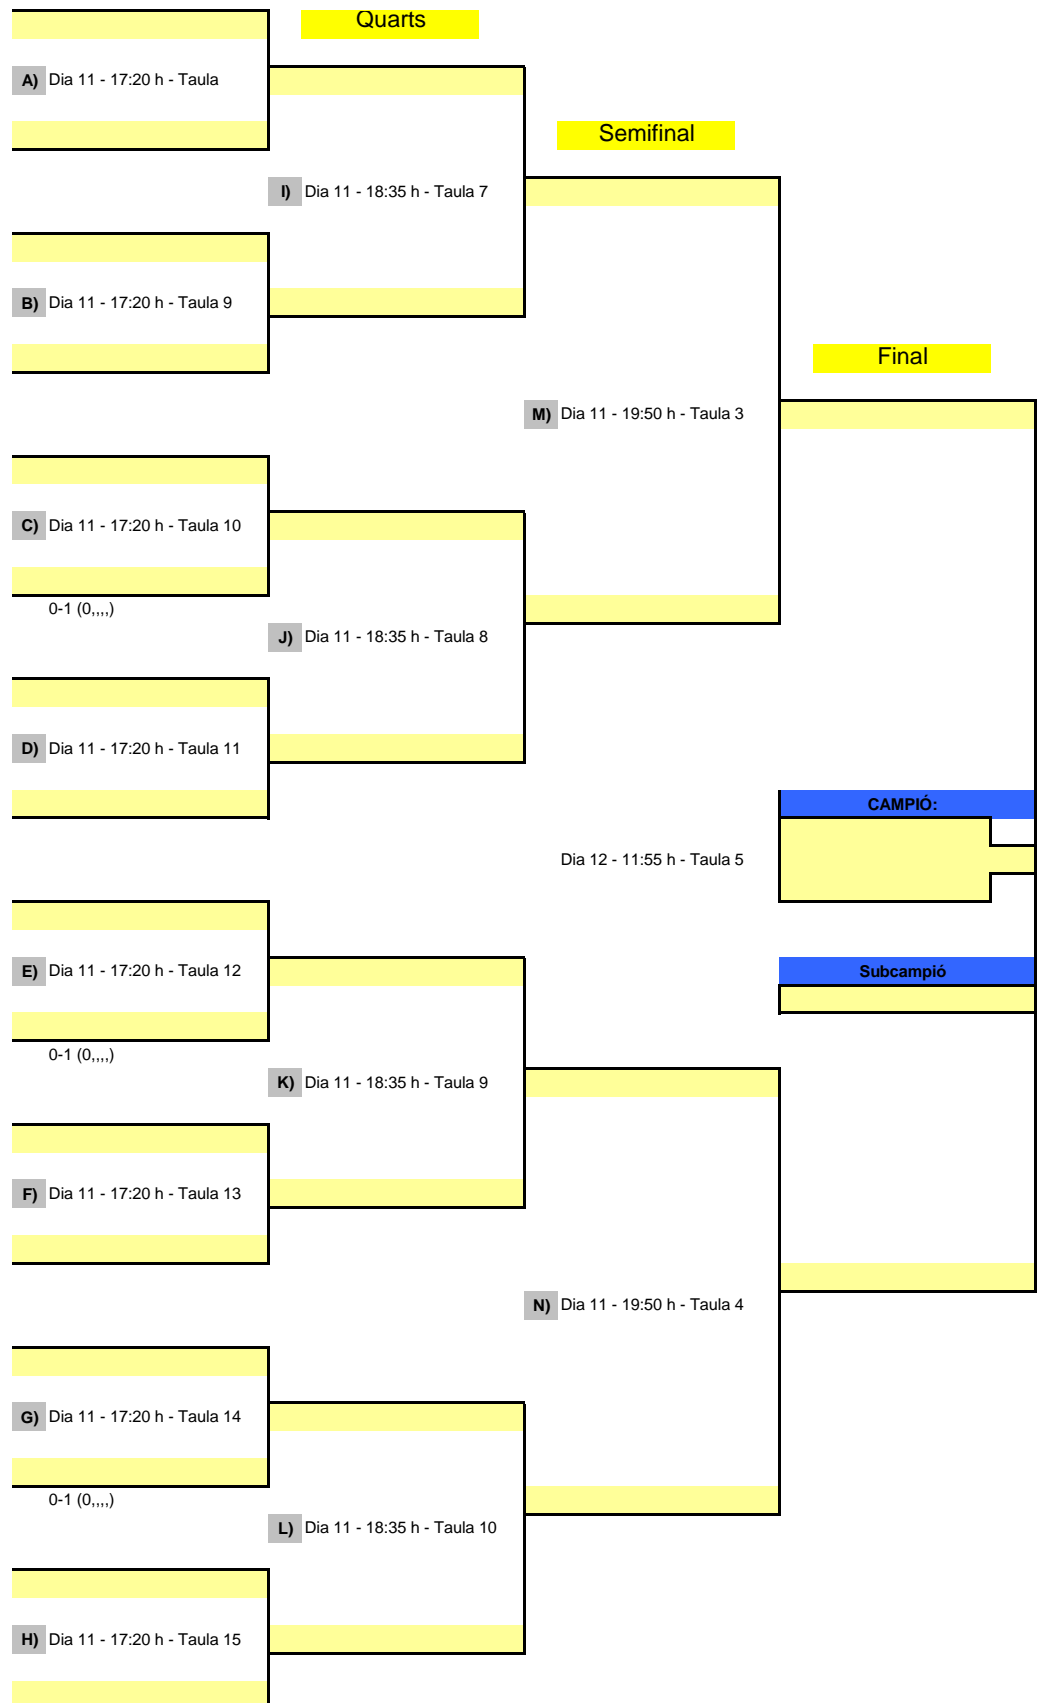 Quarts
A) Dia 11 - 17:20 h - Taula
Semifinal
I) Dia 11 - 18:35 h - Taula 7
B) Dia 11 - 17:20 h - Taula 9
Final
M) Dia 11 - 19:50 h - Taula 3
C) Dia 11 - 17:20 h - Taula 10
0-1 (0,,,,)
J) Dia 11 - 18:35 h - Taula 8
D) Dia 11 - 17:20 h - Taula 11
CAMPIÓ:
Dia 12 - 11:55 h - Taula 5
E) Dia 11 - 17:20 h - Taula 12
Subcampió
0-1 (0,,,,)
K) Dia 11 - 18:35 h - Taula 9
F) Dia 11 - 17:20 h - Taula 13
N) Dia 11 - 19:50 h - Taula 4
G) Dia 11 - 17:20 h - Taula 14
0-1 (0,,,,)
L) Dia 11 - 18:35 h - Taula 10
H) Dia 11 - 17:20 h - Taula 15